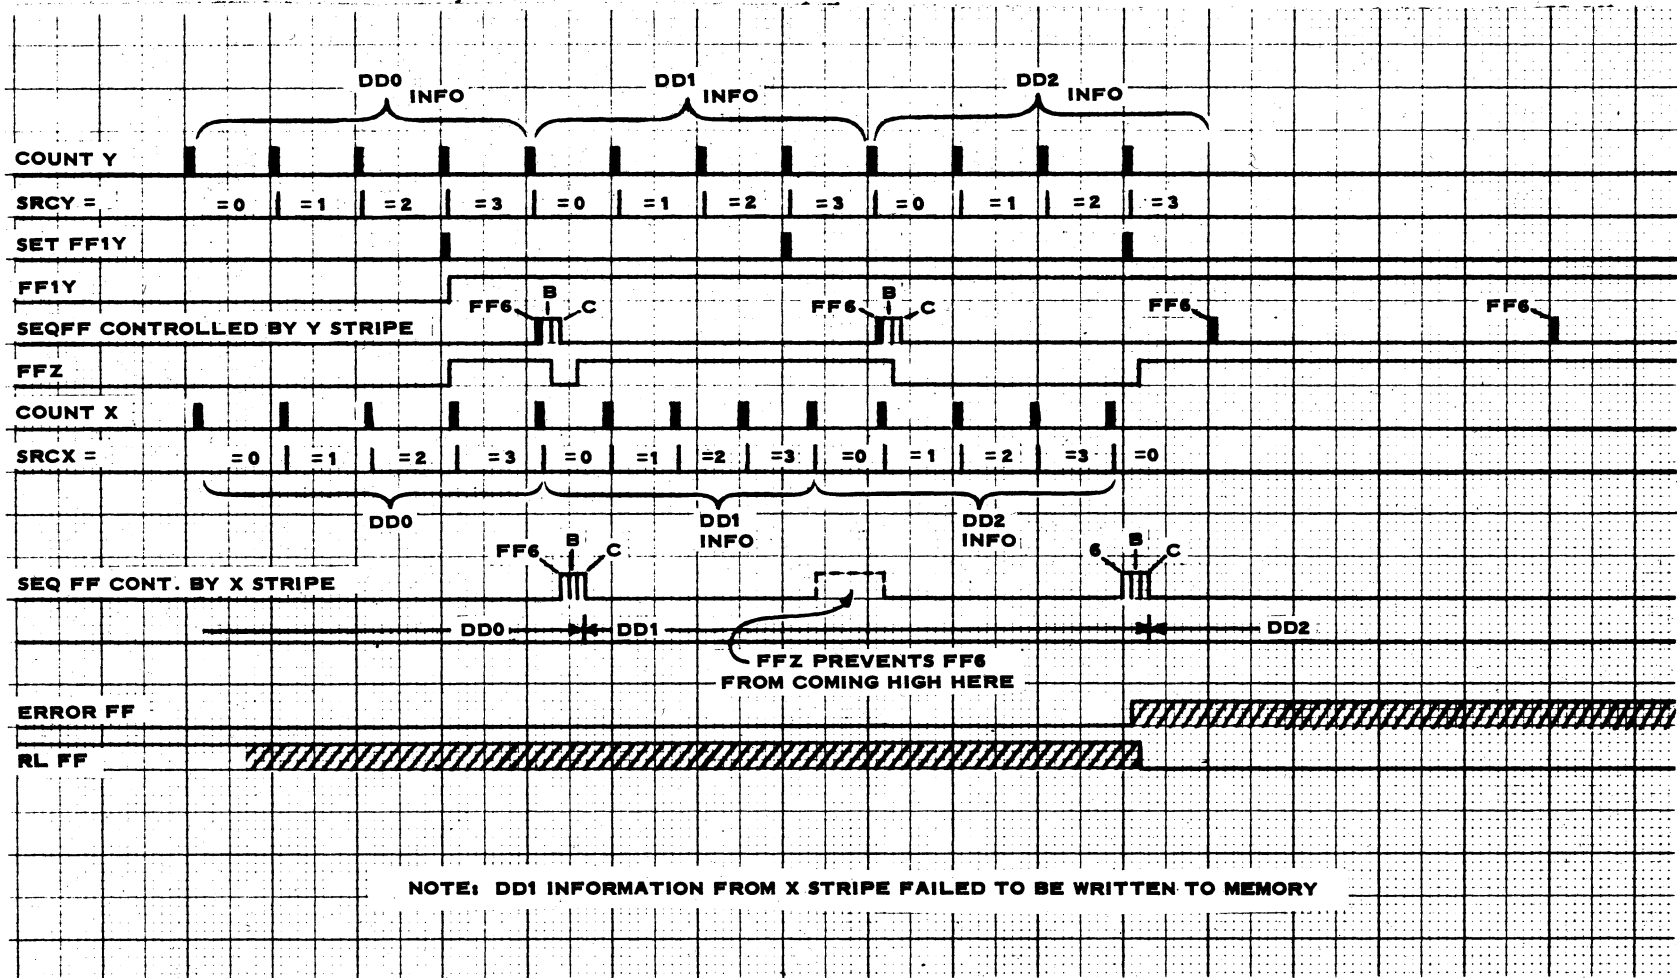 DD0 INFO
DD1 INFO
DD2 INFO
COUNT Y
SRCY = =0 =1 =2 =3 =0 =1 =2 =3 =0 =1 =2 =3
SET FF1Y
FF1Y
B
B
FF6 C
FF6 C
FF6
FF6
SEQFF CONTROLLED BY Y STRIPE
FFZ
COUNT X
SRCX = =0 =1 =2 =3 =0 =1 =2 =3 =0 =1 =2 =3 =0
DD0
DD1
INFO
DD2
INFO
FF6 B C
6 B C
SEQ FF CONT. BY X STRIPE
DD0 DD1 DD2
FFZ PREVENTS FF6
FROM COMING HIGH HERE
ERROR FF
RL FF
NOTE: DD1 INFORMATION FROM X STRIPE FAILED TO BE WRITTEN TO MEMORY